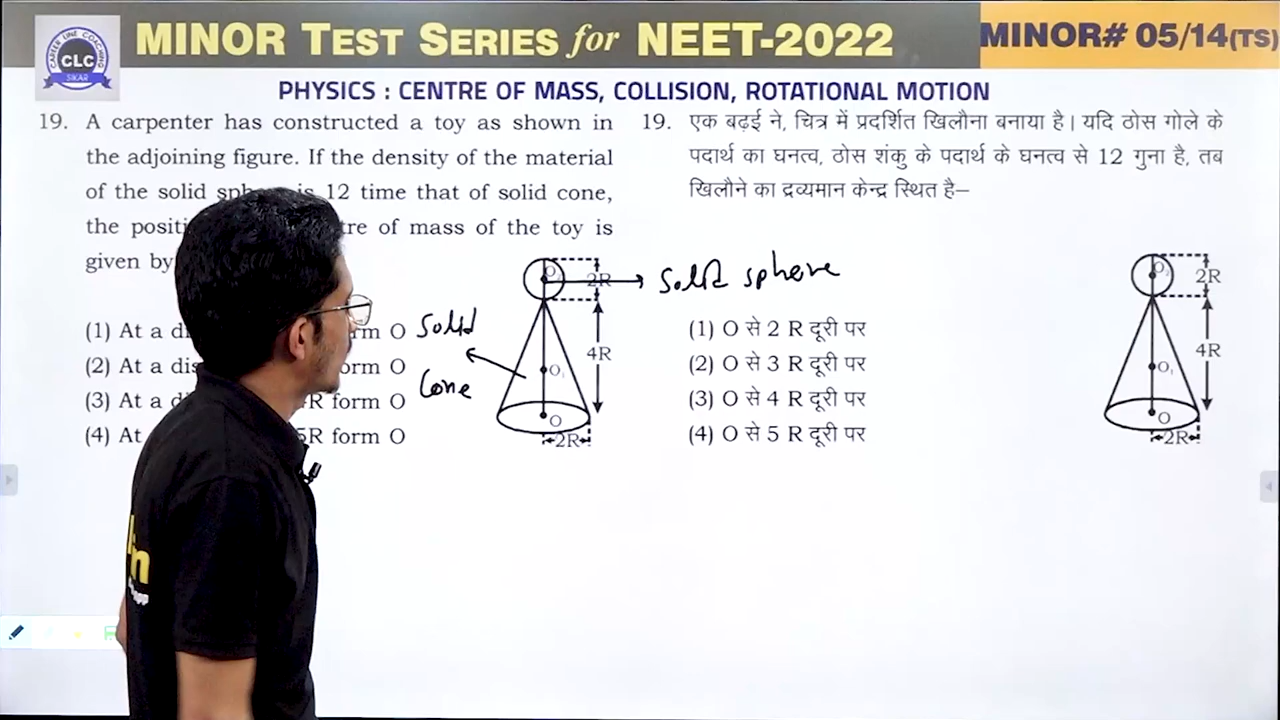 CAREER LINE COACHING
CLC
SIKAR
MINOR TEST SERIES for NEET-2022
MINOR# 05/14(TS)
PHYSICS : CENTRE OF MASS, COLLISION, ROTATIONAL MOTION
19. A carpenter has constructed a toy as shown in
the adjoining figure. If the density of the material
of the solid is 12 time that of solid cone,
the of mass of the toy is
given by
(1) At a form O
(2) At a form O
(3) At a form O
(4) At 5R form O
Solid
Cone
O
2R
4R
O₁
O
2R
Solid sphere
19. एक बढ़ई ने, चित्र में प्रदर्शित खिलौना बनाया है। यदि ठोस गोले के
पदार्थ का घनत्व, ठोस शंकु के पदार्थ के घनत्व से 12 गुना है, तब
खिलौने का द्रव्यमान केन्द्र स्थित है–
(1) O से 2 R दूरी पर
(2) O से 3 R दूरी पर
(3) O से 4 R दूरी पर
(4) O से 5 R दूरी पर
O₂
2R
4R
O₁
O
2R